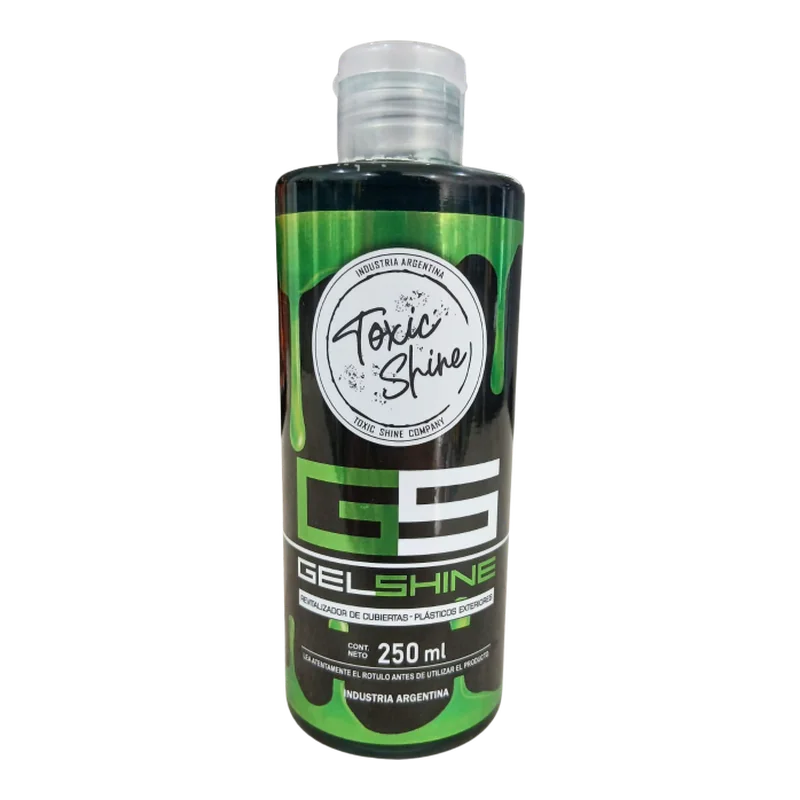 INDUSTRIA ARGENTINA
Toxic
Shine
TOXIC SHINE COMPANY
GS
GELSHINE
REVITALIZADOR DE CUBIERTAS - PLÁSTICOS EXTERIORES
CONT. NETO 250 ml
LEA ATENTAMENTE EL ROTULO ANTES DE UTILIZAR EL PRODUCTO
INDUSTRIA ARGENTINA